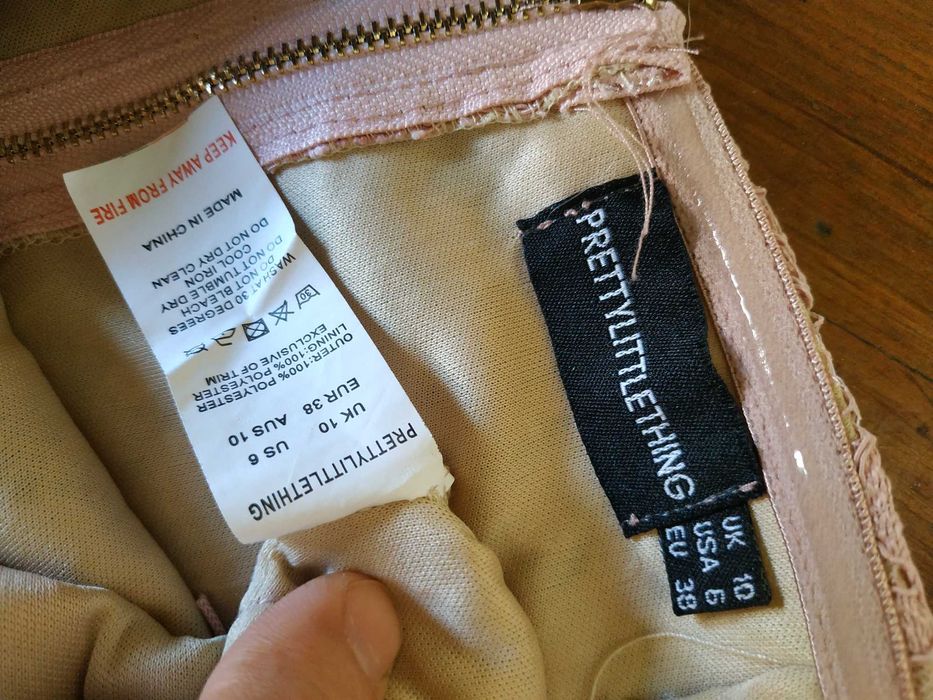 PRETTYLITTLETHING
UK 10 US 6
EUR 38 AUS 10
OUTER:100% POLYESTER
LINING:100% POLYESTER
EXCLUSIVE OF TRIM
30
WASHAT 30 DEGREES
DO NOT BLEACH
DO NOT TUMBLE DRY
COOL IRON
DO NOT DRY CLEAN
MADE IN CHINA
KEEP AWAY FROM FIRE
PRETTYLITTLETHING
UK 10
USA 6
EU 38